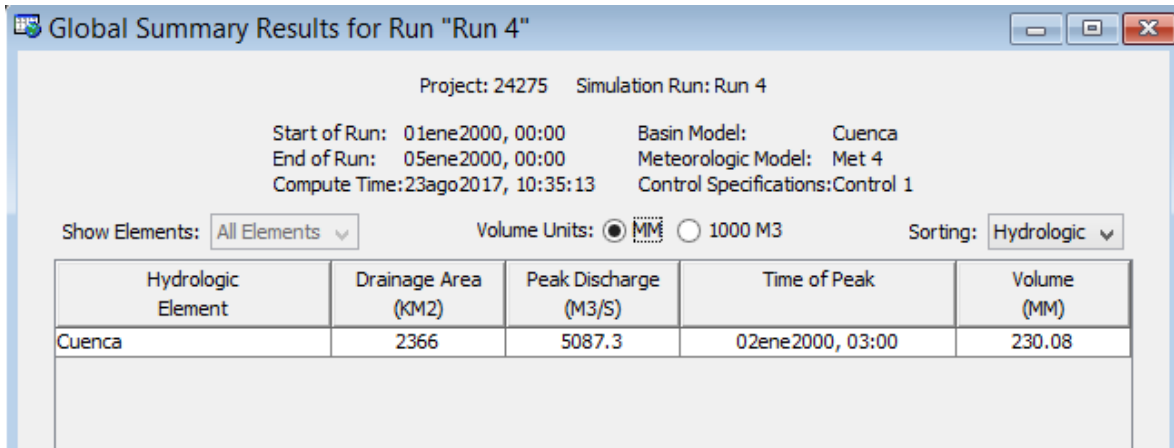 Global Summary Results for Run "Run 4"
Project: 24275 Simulation Run: Run 4
Start of Run: 01ene2000, 00:00 Basin Model: Cuenca
End of Run: 05ene2000, 00:00 Meteorologic Model: Met 4
Compute Time:23ago2017, 10:35:13 Control Specifications:Control 1
Show Elements: All Elements Volume Units: MM 1000 M3 Sorting: Hydrologic
Hydrologic Drainage Area Peak Discharge Time of Peak Volume
Element (KM2) (M3/S) (MM)
Cuenca 2366 5087.3 02ene2000, 03:00 230.08